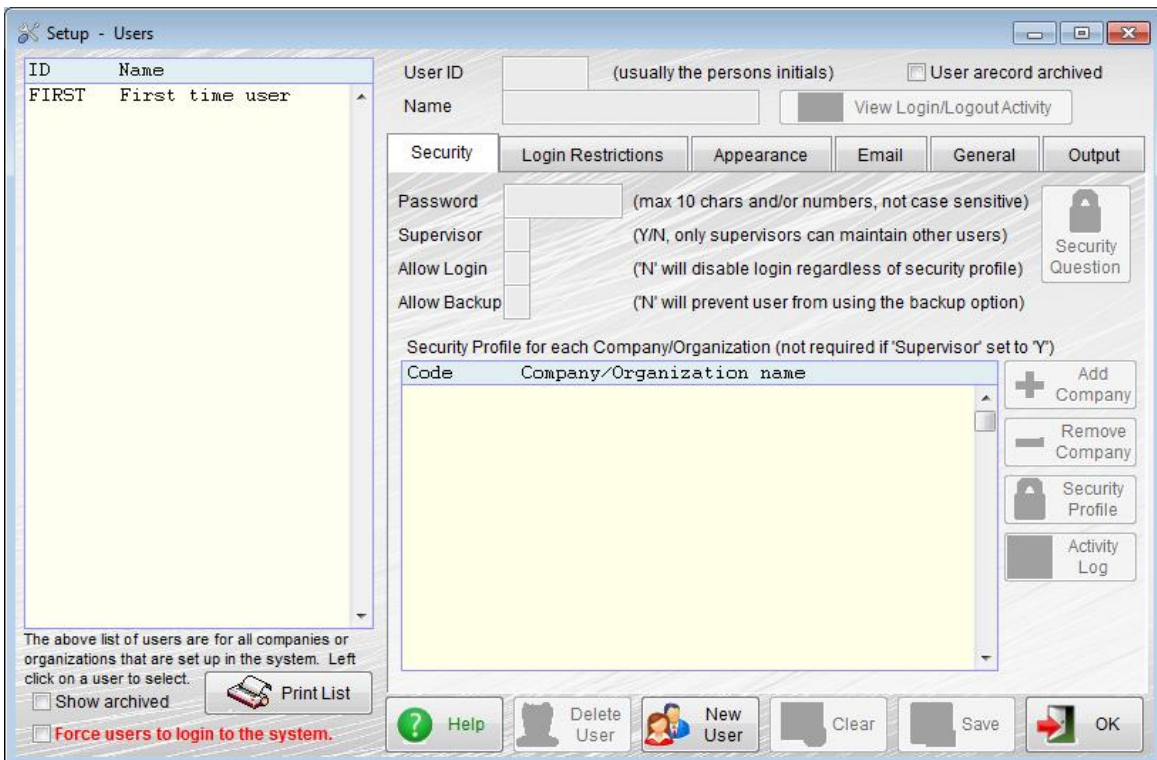 Setup - Users
ID Name
FIRST First time user
The above list of users are for all companies or
organizations that are set up in the system. Left
click on a user to select.
Show archived
Print List
Force users to login to the system.
User ID (usually the persons initials) User arecord archived
Name View Login/Logout Activity
Security Login Restrictions Appearance Email General Output
Password (max 10 chars and/or numbers, not case sensitive)
Supervisor (Y/N, only supervisors can maintain other users)
Allow Login ('N' will disable login regardless of security profile)
Allow Backup ('N' will prevent user from using the backup option)
Security
Question
Security Profile for each Company/Organization (not required if 'Supervisor' set to 'Y')
Code Company/Organization name
Add
Company
Remove
Company
Security
Profile
Activity
Log
Help
Delete
User
New
User
Clear
Save
OK